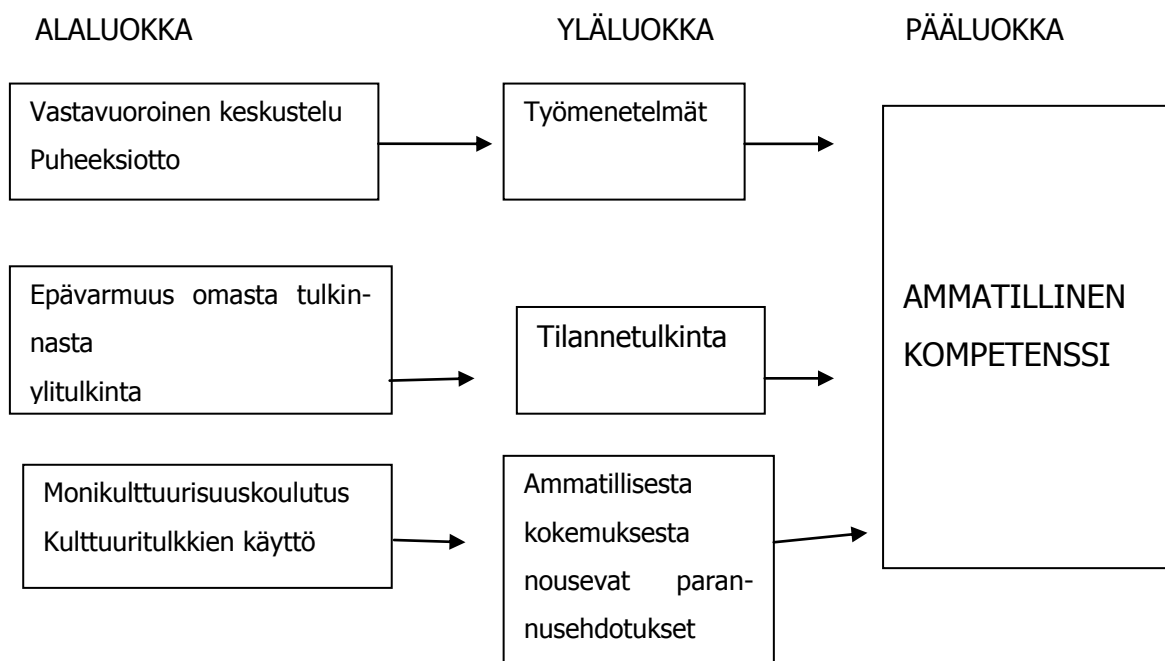 ALALUOKKA
YLÄLUOKKA
PÄÄLUOKKA
Vastavuoroinen keskustelu
Puheeksiotto
Työmenetelmät
Epävarmuus omasta tulkin-
nasta
ylitulkinta
Tilannetulkinta
Monikulttuurisuuskoulutus
Kulttuuritulkkien käyttö
Ammatillisesta
kokemuksesta
nousevat paran-
nusehdotukset
AMMATILLINEN
KOMPETENSSI